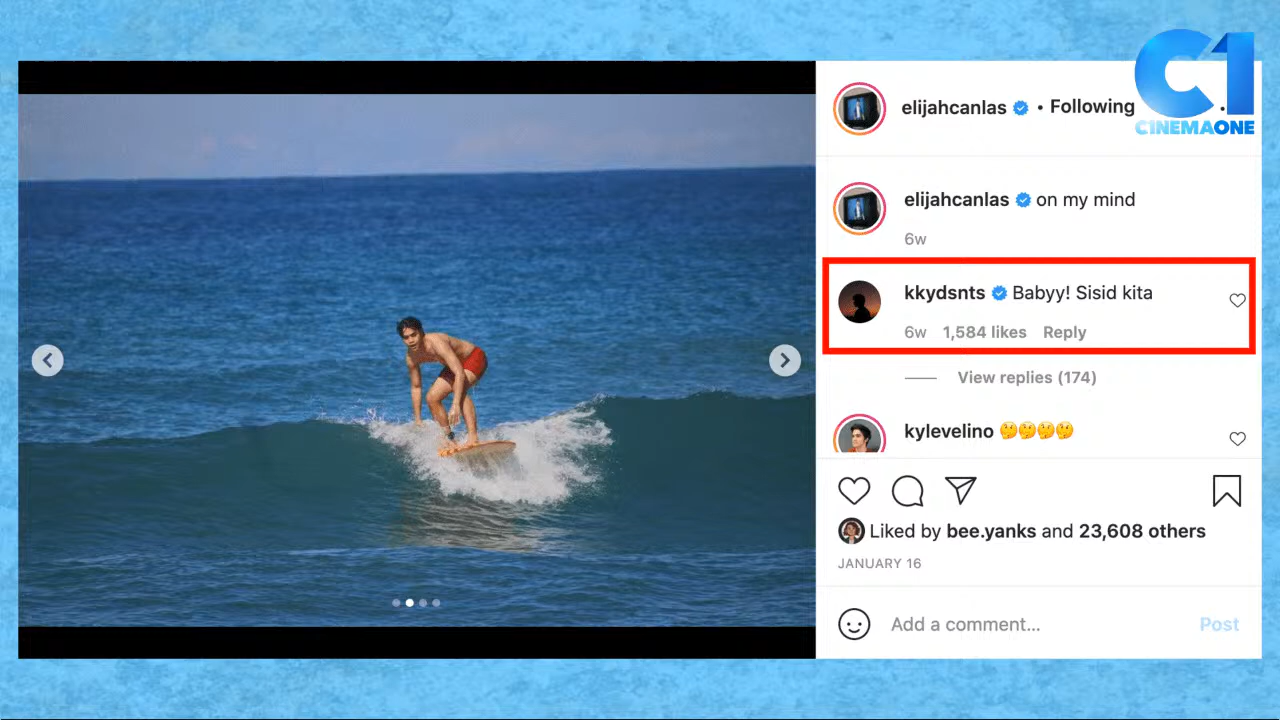 C1
CINEMAONE
elijahcanlas • Following
elijahcanlas on my mind
6w
kkydsnts Babyy! Sisid kita
6w 1,584 likes Reply
View replies (174)
kylevelino 🤔🤔🤔🤔
Liked by bee.yanks and 23,608 others
JANUARY 16
Add a comment... Post